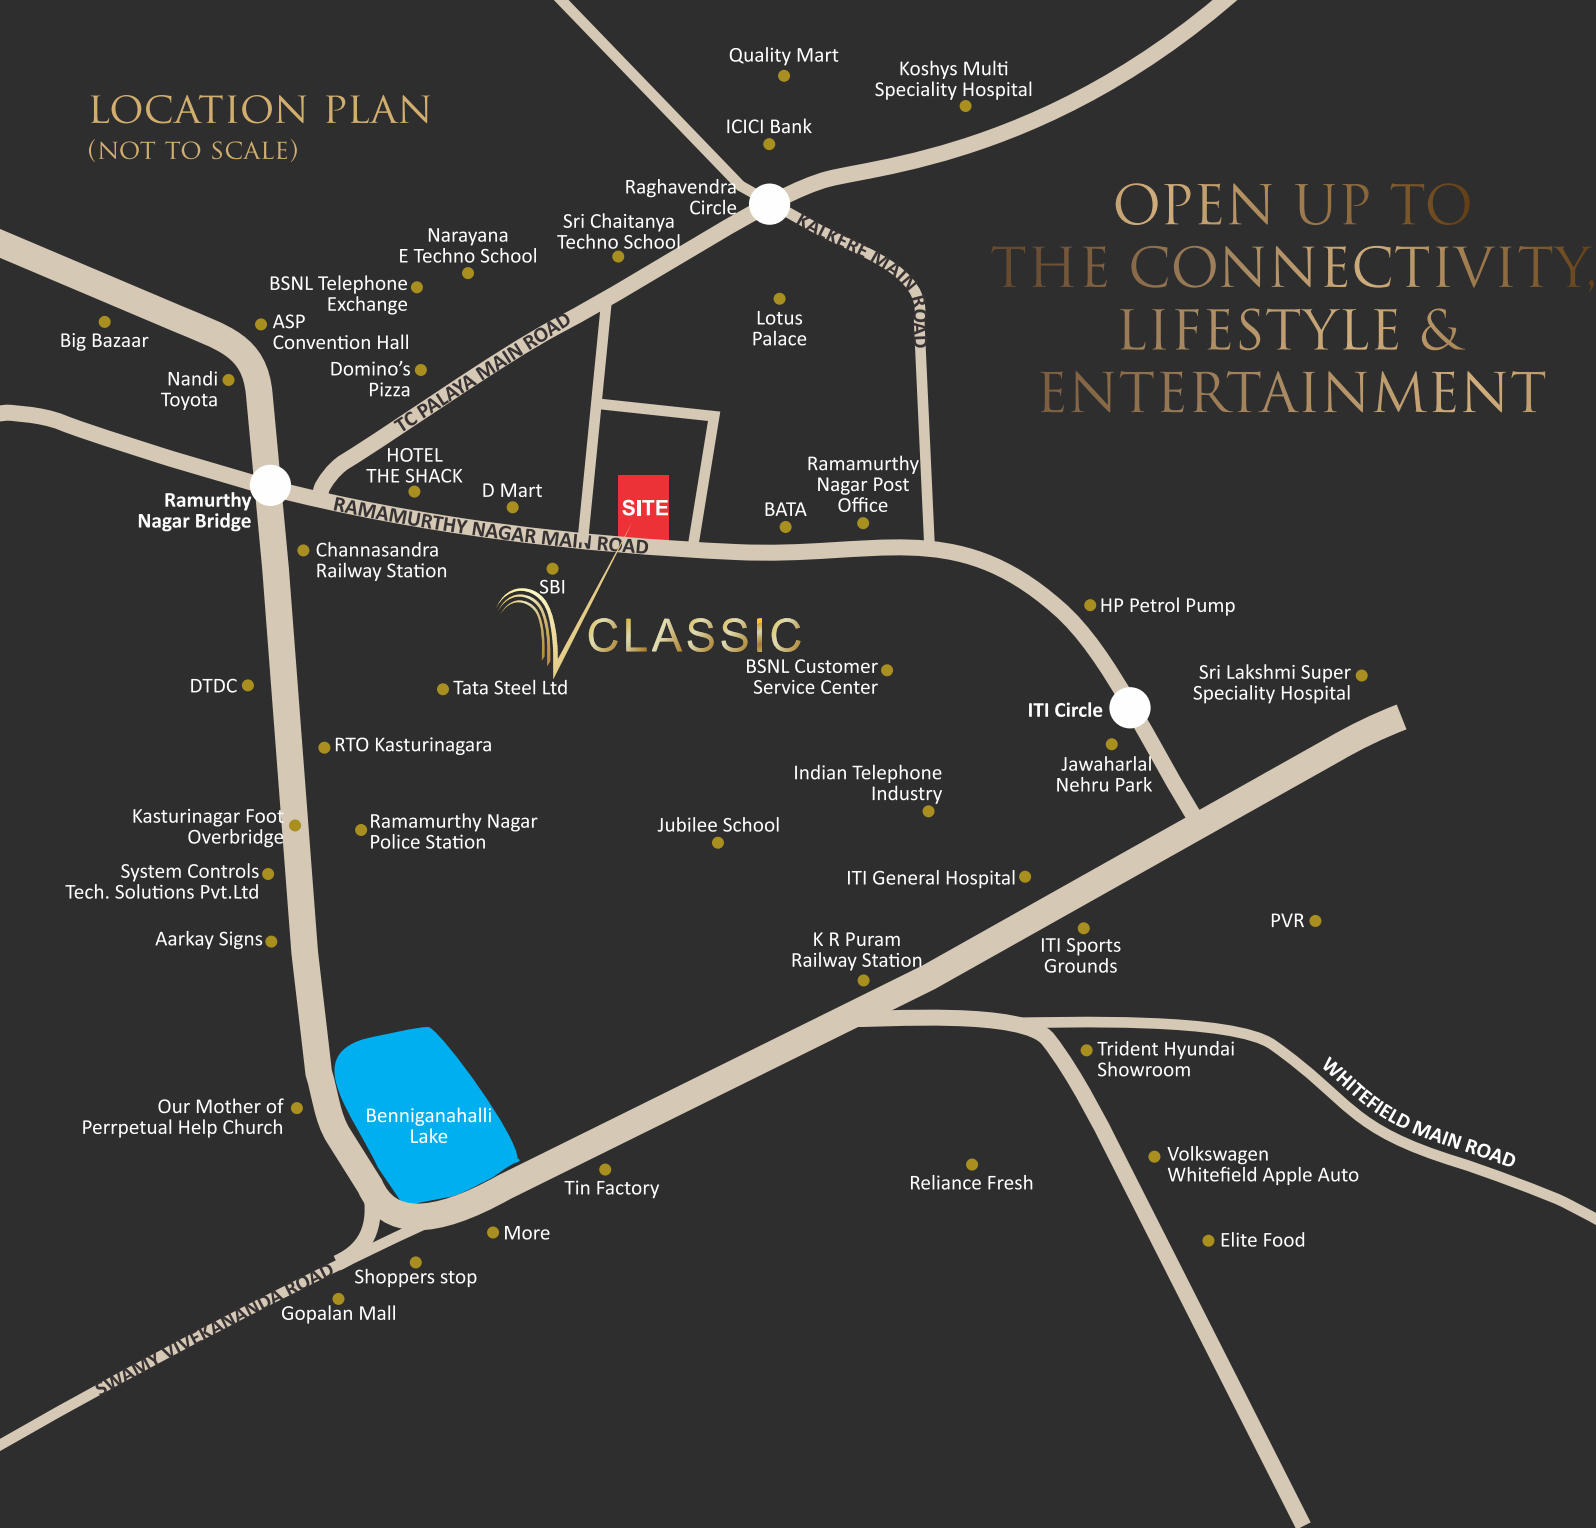 LOCATION PLAN
(NOT TO SCALE)
OPEN UP TO
THE CONNECTIVITY,
LIFESTYLE &
ENTERTAINMENT
Quality Mart
Koshys Multi
Speciality Hospital
ICICI Bank
Raghavendra
Circle
Sri Chaitanya
Techno School
Narayana
E Techno School
BSNL Telephone
Exchange
ASP
Convention Hall
Big Bazaar
Nandi
Toyota
Domino's
Pizza
TC PALAYA MAIN ROAD
KALKERE MAIN ROAD
Lotus
Palace
HOTEL
THE SHACK
D Mart
SITE
BATA
Ramamurthy
Nagar Post
Office
Ramurthy
Nagar Bridge
RAMAMURTHY NAGAR MAIN ROAD
Channasandra
Railway Station
SBI
V CLASSIC
HP Petrol Pump
DTDC
Tata Steel Ltd
BSNL Customer
Service Center
ITI Circle
Sri Lakshmi Super
Speciality Hospital
RTO Kasturinagara
Jawaharlal
Nehru Park
Indian Telephone
Industry
Kasturinagar Foot
Overbridge
Ramamurthy Nagar
Police Station
Jubilee School
System Controls
Tech. Solutions Pvt.Ltd
ITI General Hospital
Aarkay Signs
K R Puram
Railway Station
ITI Sports
Grounds
PVR
Trident Hyundai
Showroom
WHITEFIELD MAIN ROAD
Our Mother of
Perrpetual Help Church
Benniganahalli
Lake
Volkswagen
Whitefield Apple Auto
Tin Factory
Reliance Fresh
More
Elite Food
Shoppers stop
Gopalan Mall
SWAMY VIVEKANANDA ROAD